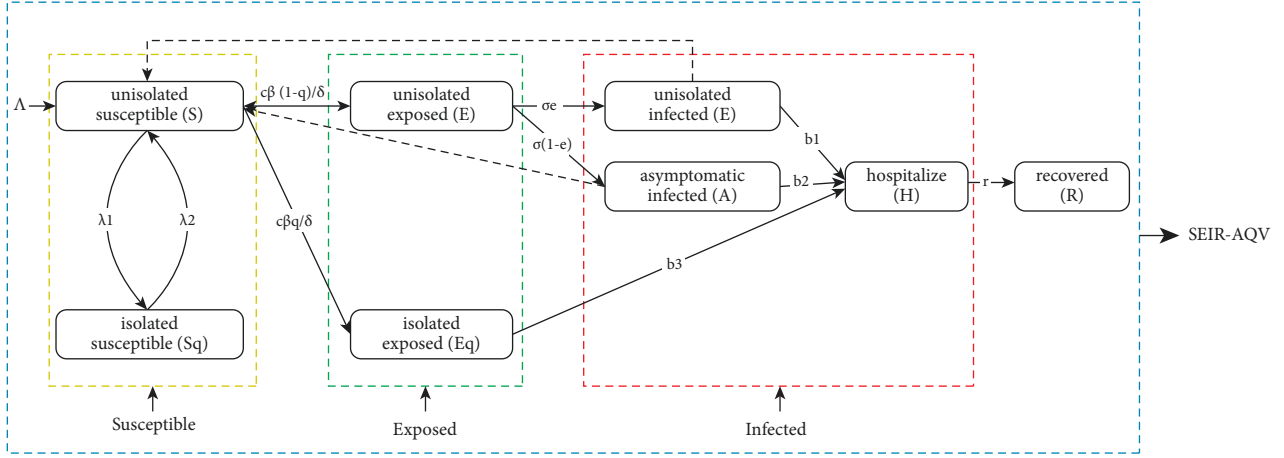 Λ
unisolated
susceptible (S)
cβ (1-q)/δ
unisolated
exposed (E)
σe
σ(1-e)
unisolated
infected (E)
b1
asymptomatic
infected (A)
b2
hospitalize
(H)
r
recovered
(R)
λ1
λ2
cβq/δ
b3
SEIR-AQV
isolated
susceptible (Sq)
isolated
exposed (Eq)
Susceptible
Exposed
Infected